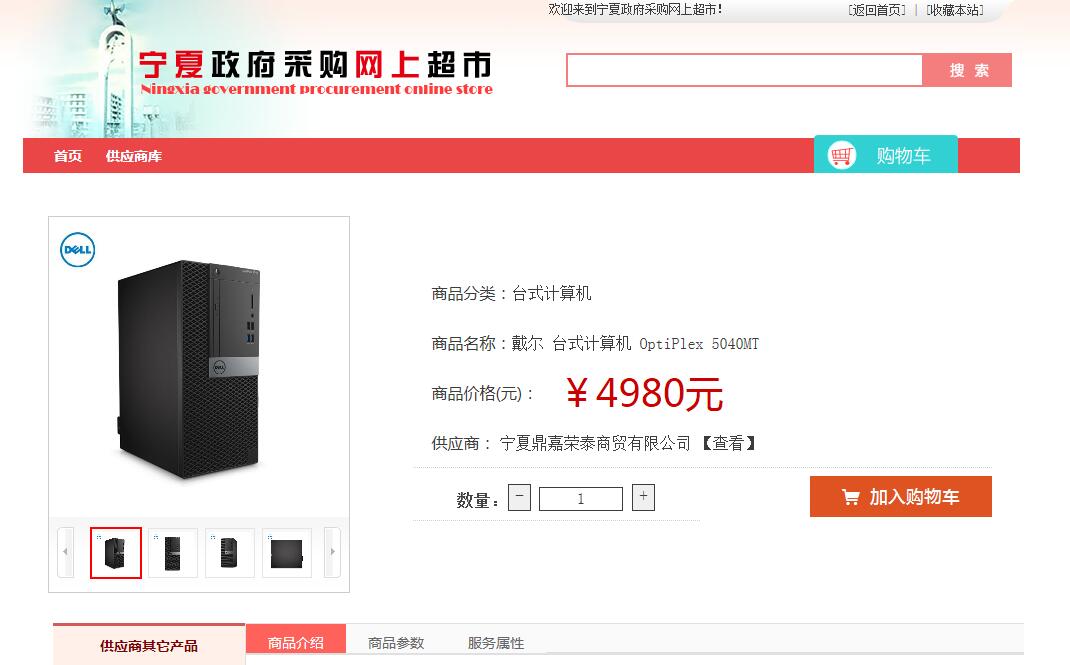 欢迎来到宁夏政府采购网上超市!
[返回首页] | [收藏本站]
宁夏政府采购网上超市
Ningxia government procurement online store
搜 索
首页 供应商库
购物车
DELL
商品分类：台式计算机
商品名称：戴尔 台式计算机 OptiPlex 5040MT
商品价格(元)： ¥4980元
供应商： 宁夏鼎嘉荣泰商贸有限公司 【查看】
数量： − 1 +
加入购物车
供应商其它产品
商品介绍 商品参数 服务属性